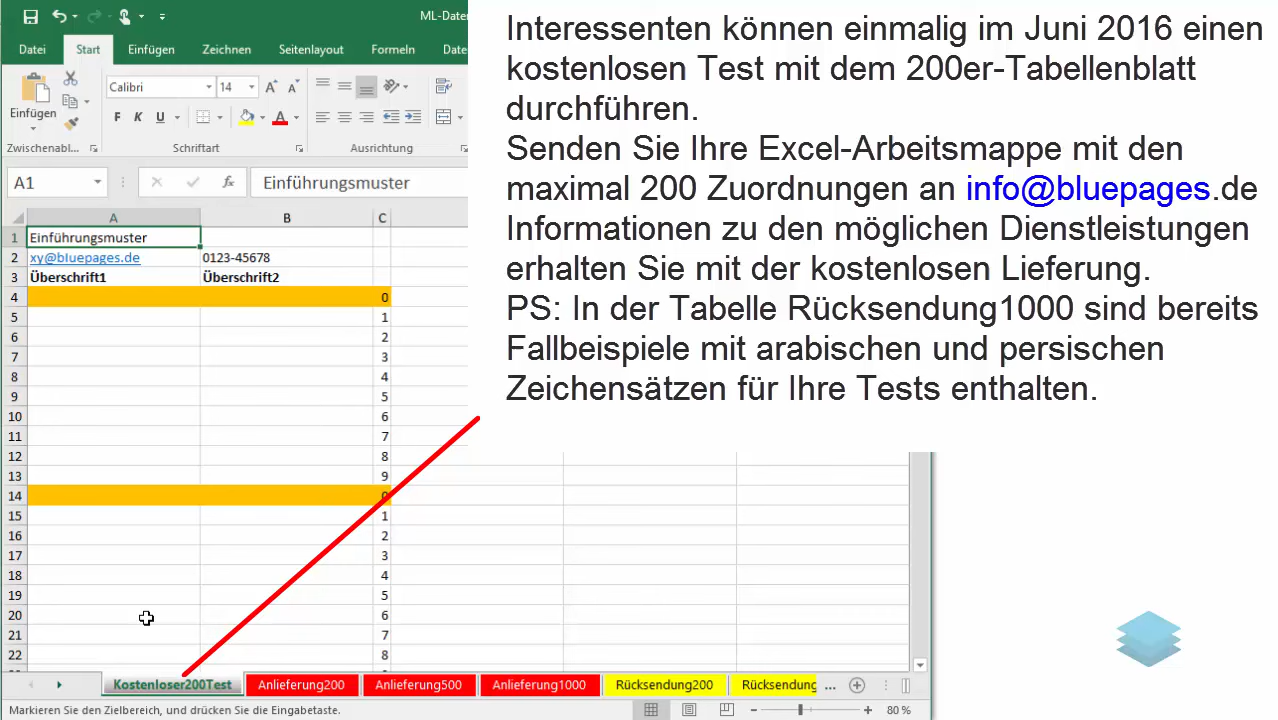 ML-Daten
Datei Start Einfügen Zeichnen Seitenlayout Formeln Date
Calibri 14
Einfügen F K U A
Zwischenabl... Schriftart Ausrichtung
A1 fx Einführungsmuster
A B C
1 Einführungsmuster
2 xy@bluepages.de 0123-45678
3 Überschrift1 Überschrift2
4 0
5 1
6 2
7 3
8 4
9 5
10 6
11 7
12 8
13 9
14 0
15 1
16 2
17 3
18 4
19 5
20 6
21 7
22 8
Kostenloser200Test Anlieferung200 Anlieferung500 Anlieferung1000 Rücksendung200 Rücksendung ...
Markieren Sie den Zielbereich, und drücken Sie die Eingabetaste. 80 %
Interessenten können einmalig im Juni 2016 einen
kostenlosen Test mit dem 200er-Tabellenblatt
durchführen.
Senden Sie Ihre Excel-Arbeitsmappe mit den
maximal 200 Zuordnungen an info@bluepages.de
Informationen zu den möglichen Dienstleistungen
erhalten Sie mit der kostenlosen Lieferung.
PS: In der Tabelle Rücksendung1000 sind bereits
Fallbeispiele mit arabischen und persischen
Zeichensätzen für Ihre Tests enthalten.